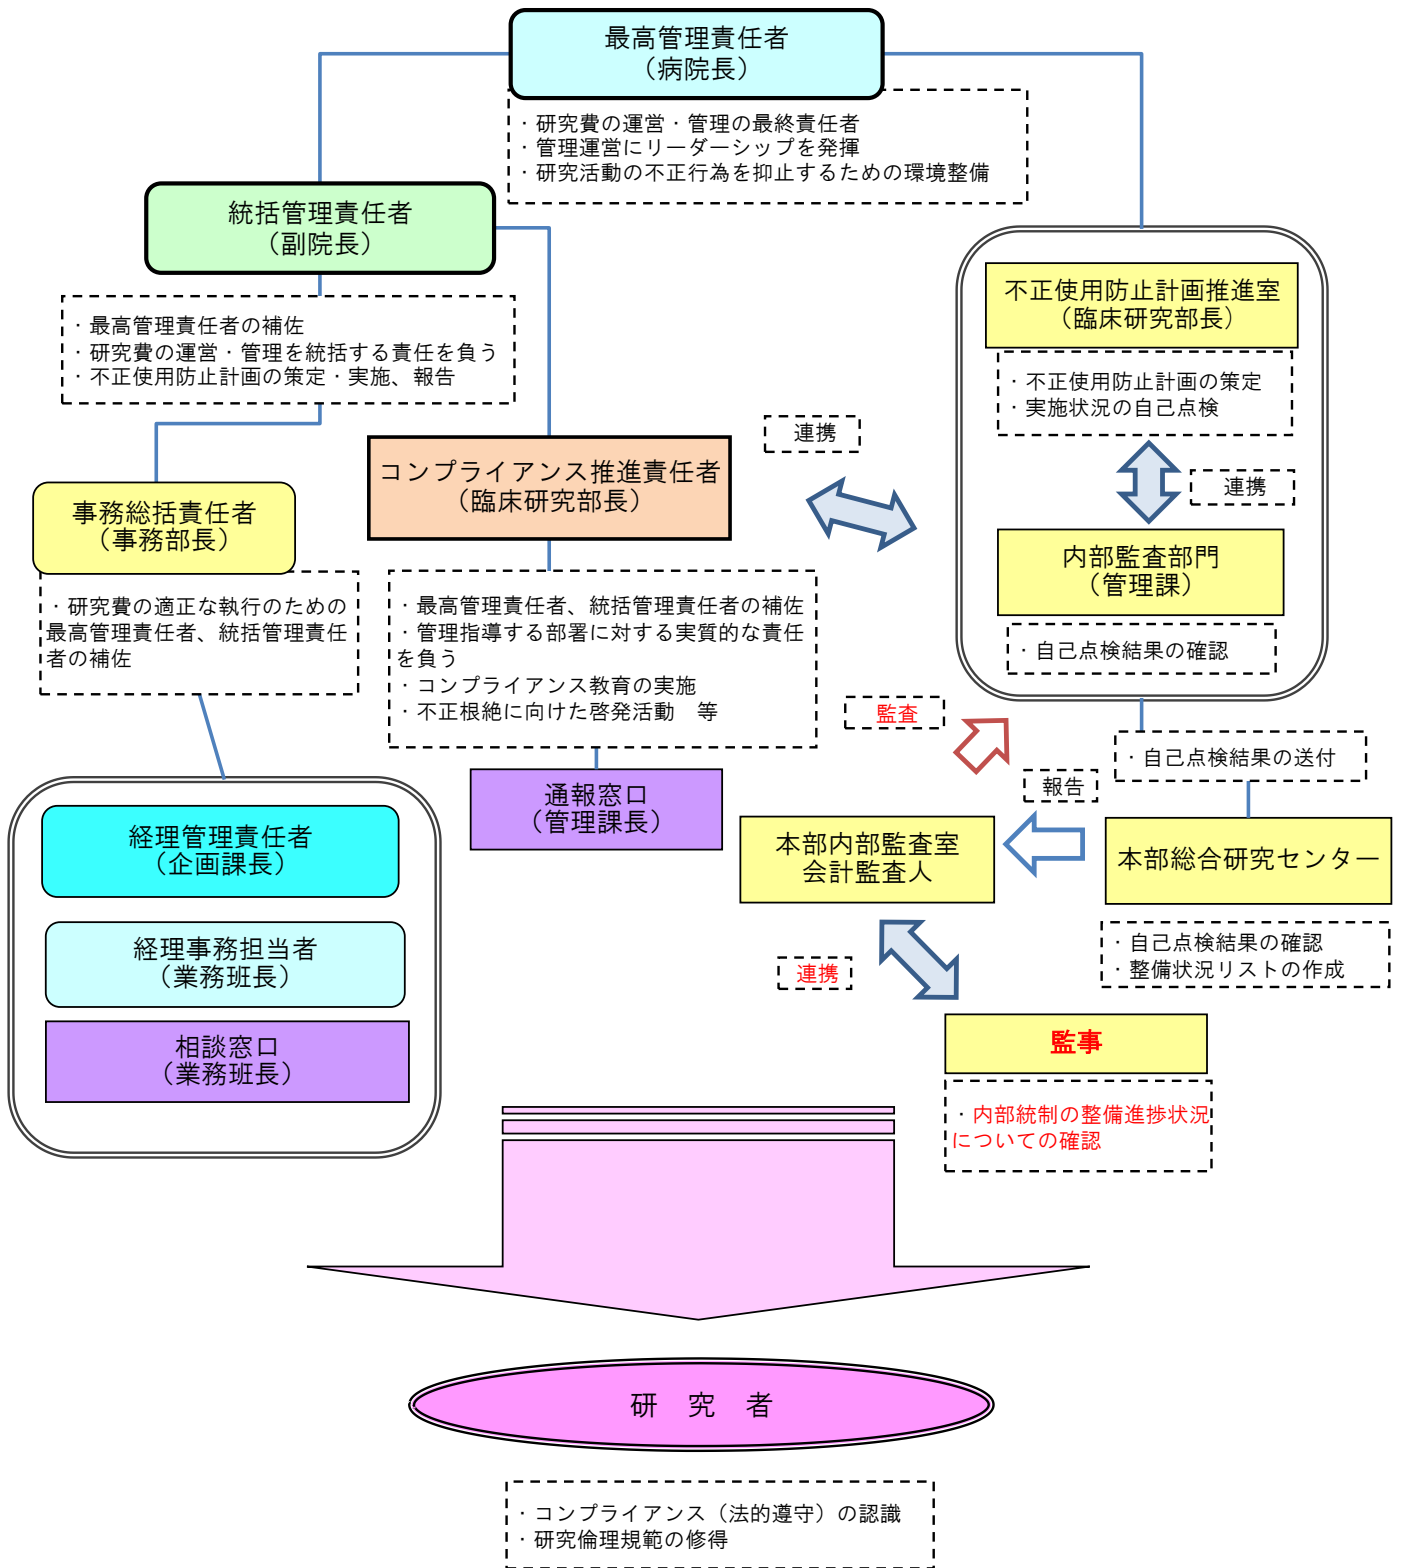 最高管理責任者
（病院長）
・研究費の運営・管理の最終責任者
・管理運営にリーダーシップを発揮
・研究活動の不正行為を抑止するための環境整備
統括管理責任者
（副院長）
・最高管理責任者の補佐
・研究費の運営・管理を統括する責任を負う
・不正使用防止計画の策定・実施、報告
不正使用防止計画推進室
（臨床研究部長）
・不正使用防止計画の策定
・実施状況の自己点検
連携
コンプライアンス推進責任者
（臨床研究部長）
連携
事務総括責任者
（事務部長）
内部監査部門
（管理課）
・自己点検結果の確認
・研究費の適正な執行のための
最高管理責任者、統括管理責任
者の補佐
・最高管理責任者、統括管理責任者の補佐
・管理指導する部署に対する実質的な責任
を負う
・コンプライアンス教育の実施
・不正根絶に向けた啓発活動　等
監査
・自己点検結果の送付
報告
通報窓口
（管理課長）
経理管理責任者
（企画課長）
本部内部監査室
会計監査人
本部総合研究センター
・自己点検結果の確認
・整備状況リストの作成
経理事務担当者
（業務班長）
連携
相談窓口
（業務班長）
監事
・内部統制の整備進捗状況
についての確認
研　究　者
・コンプライアンス（法的遵守）の認識
・研究倫理規範の修得